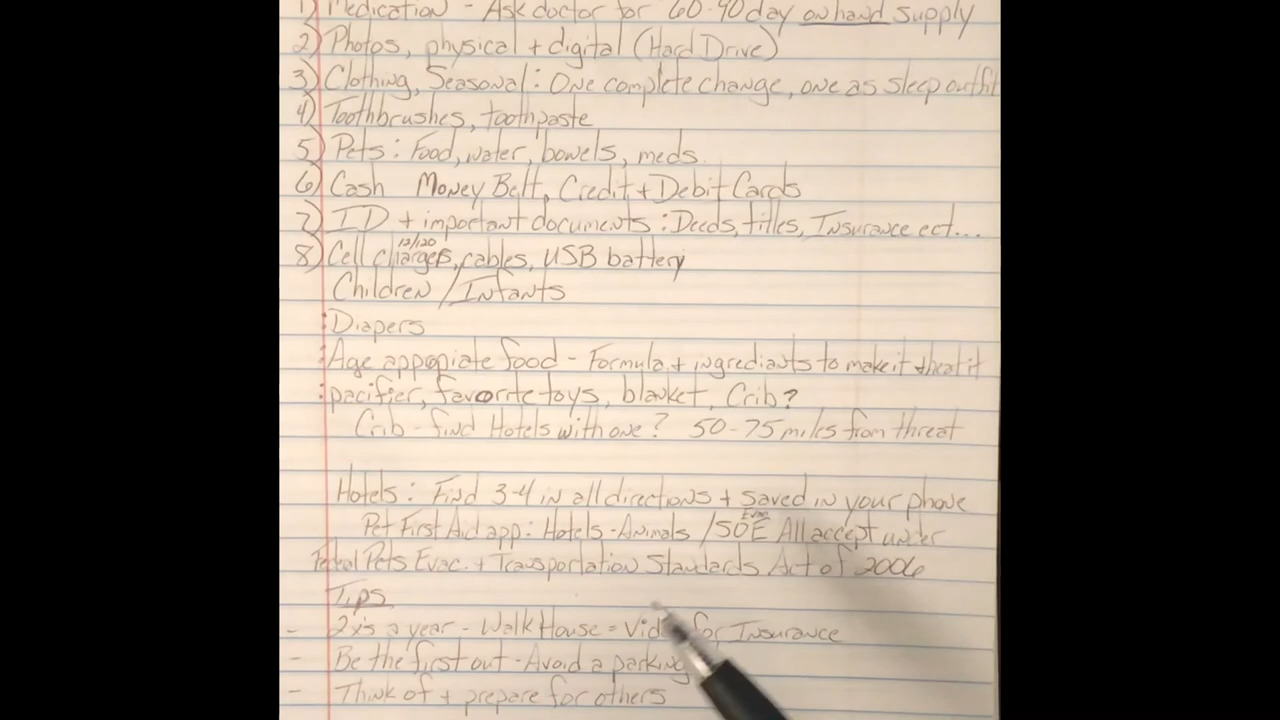 1) Medication - Ask doctor for 60-90 day on hand supply
2) Photos, physical + digital (Hard Drive)
3) Clothing, Seasonal: One complete change, one as sleep outfit
4) Toothbrushes, toothpaste
5) Pets: Food, water, bowels, meds.
6) Cash Money Belt, Credit + Debit Cards
7) ID + important documents: Deeds, titles, Insurance ect...
12/120
8) Cell chargers, cables, USB battery
Children / Infants
Diapers
Age appropiate food - Formula + ingrediants to make it + heat it
pacifier, favorite toys, blanket, Crib?
Crib - find Hotels with one? 50-75 miles from threat
Hotels: Find 3-4 in all directions + saved in your phone
Pet First Aid app: Hotels - Animals / SOE All accept under
Federal Pets Evac. + Transportation Standards Act of 2006
Tips
- 2x's a year - Walk House = for Insurance
- Be the first out - Avoid a parking
- Think of + prepare for others